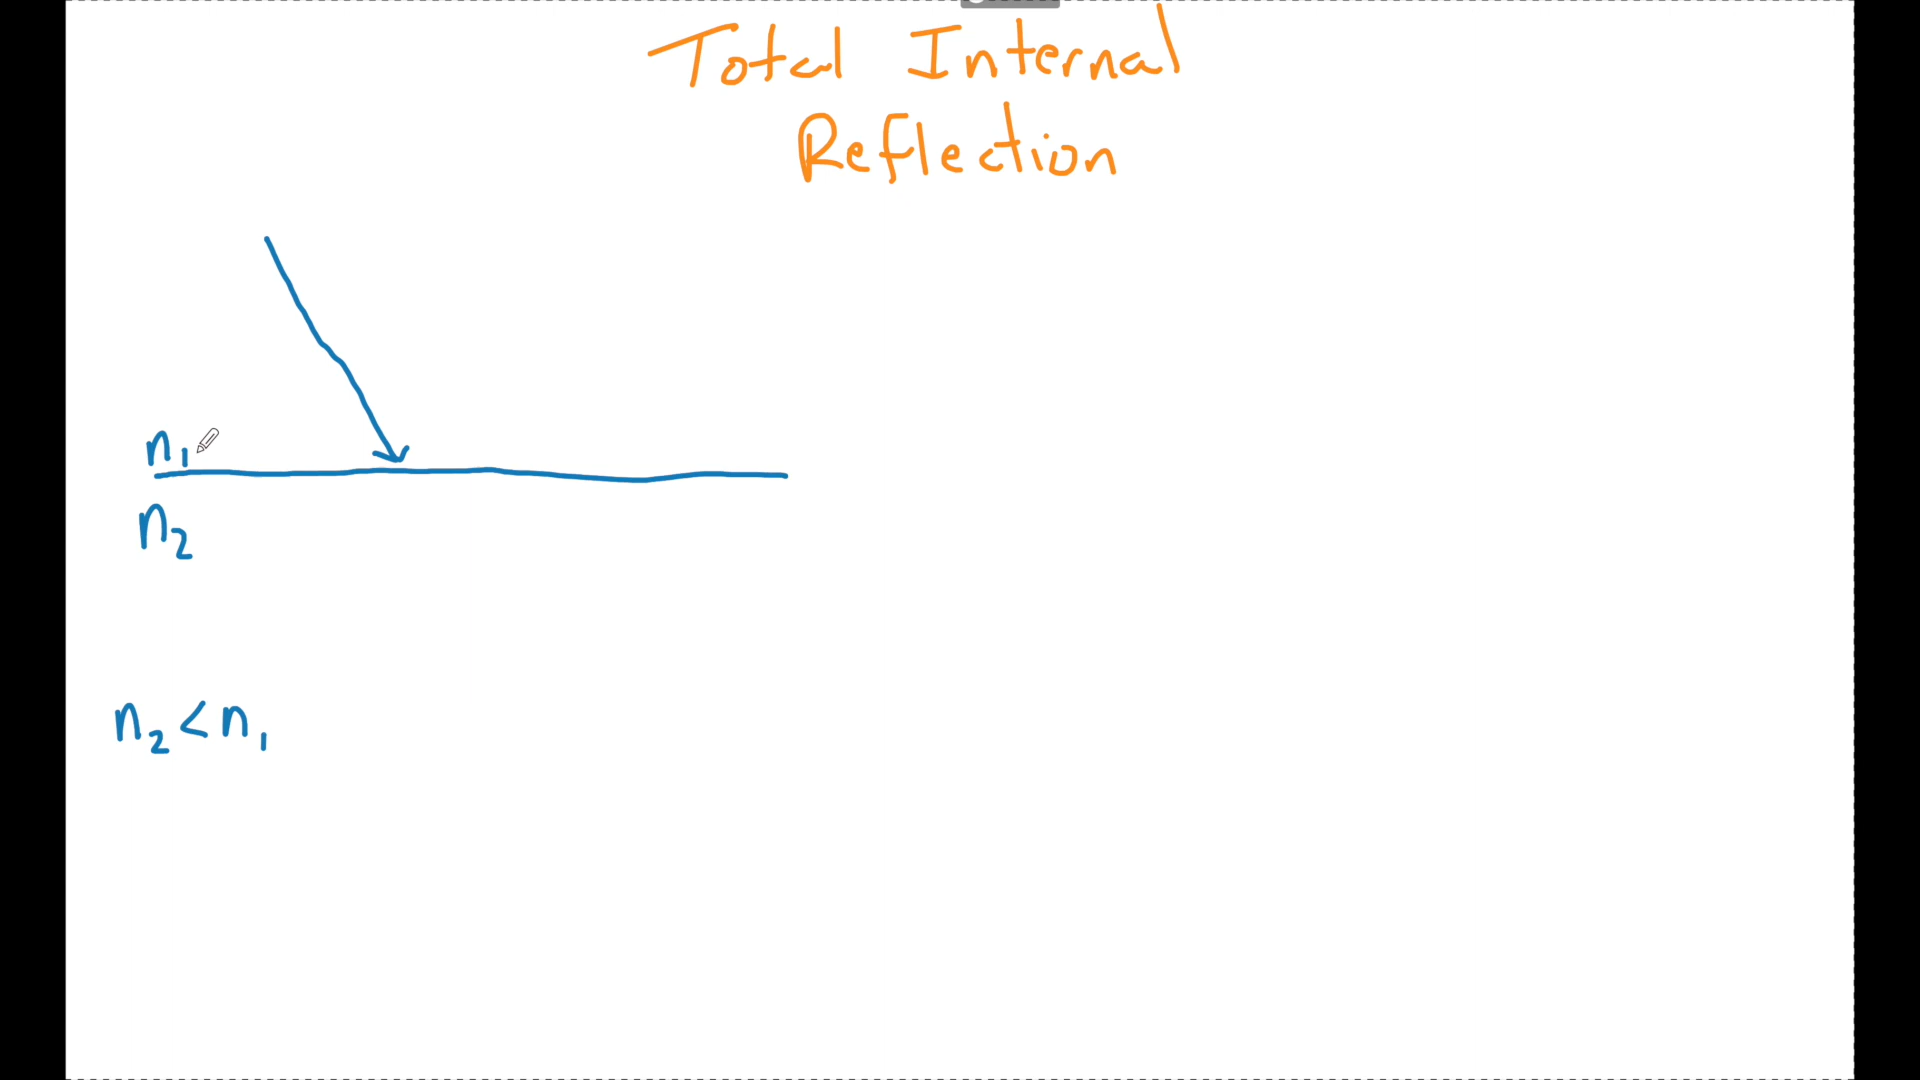 Total Internal
Reflection
n₁
n₂
n₂ < n₁